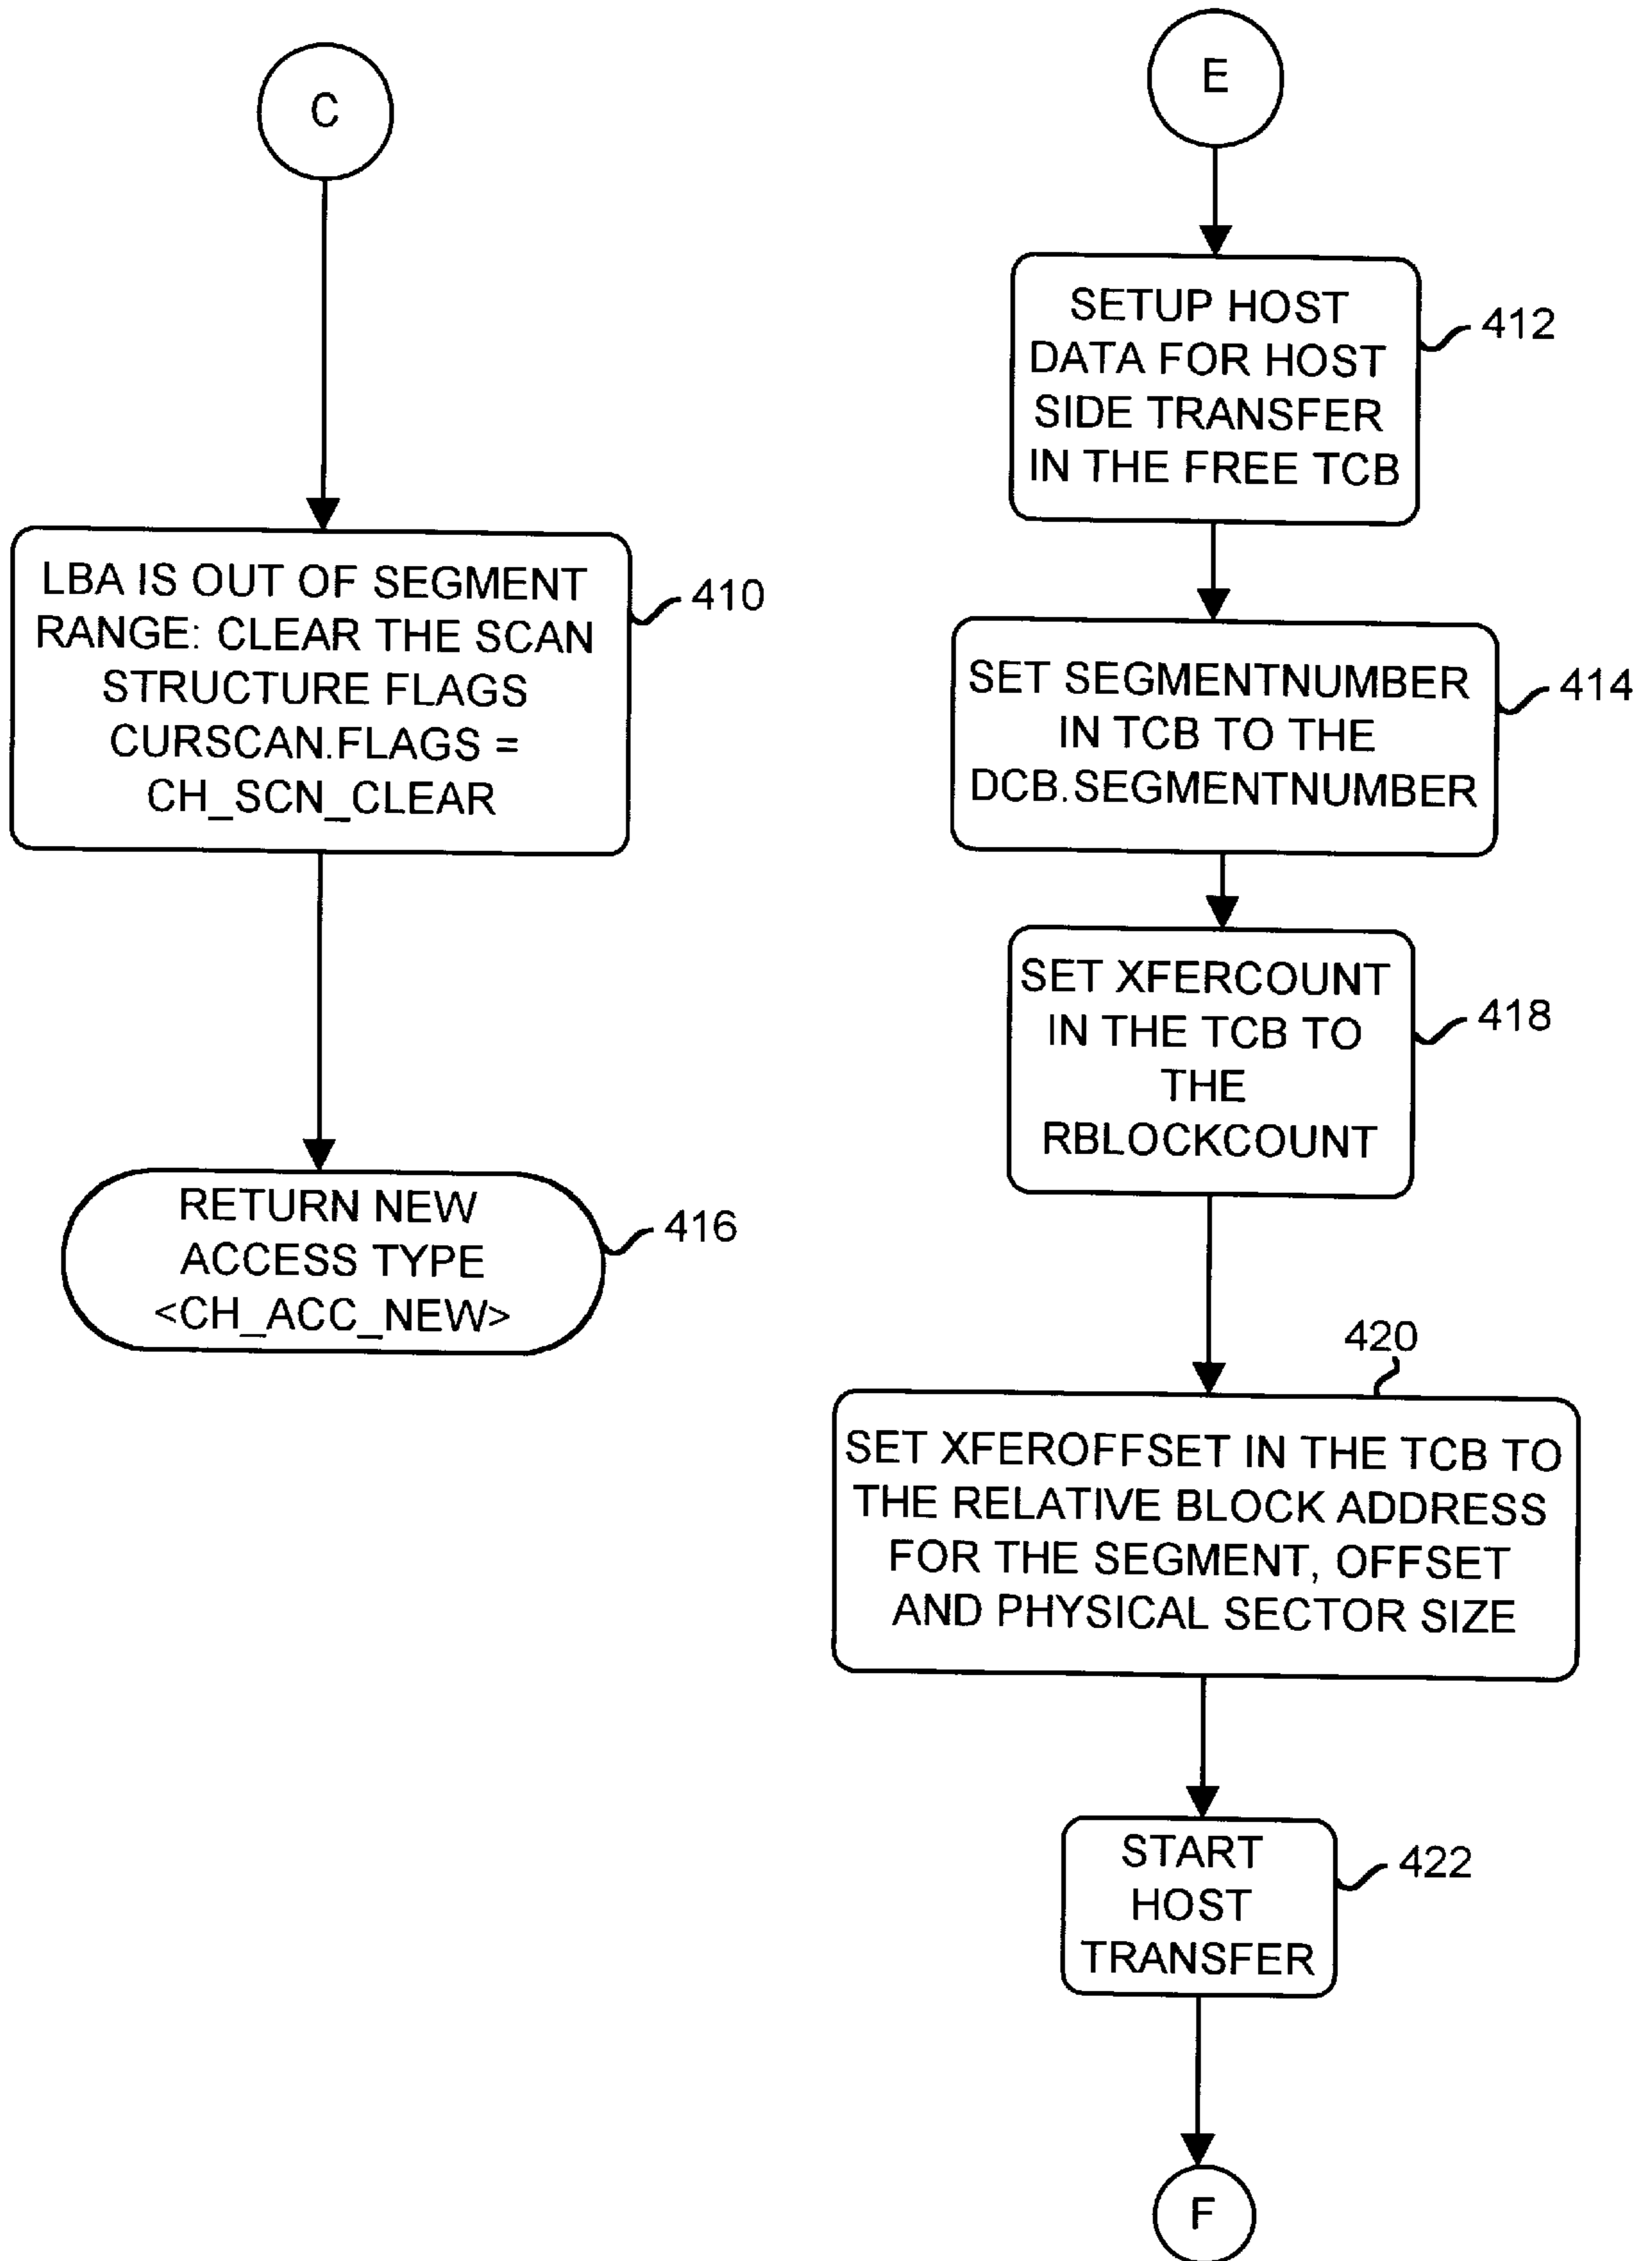 C
LBA IS OUT OF SEGMENT
RANGE: CLEAR THE SCAN
STRUCTURE FLAGS
CURSCAN.FLAGS =
CH_SCN_CLEAR
410
RETURN NEW
ACCESS TYPE
<CH_ACC_NEW>
416
E
SETUP HOST
DATA FOR HOST
SIDE TRANSFER
IN THE FREE TCB
412
SET SEGMENTNUMBER
IN TCB TO THE
DCB.SEGMENTNUMBER
414
SET XFERCOUNT
IN THE TCB TO
THE
RBLOCKCOUNT
418
420
SET XFEROFFSET IN THE TCB TO
THE RELATIVE BLOCK ADDRESS
FOR THE SEGMENT, OFFSET
AND PHYSICAL SECTOR SIZE
START
HOST
TRANSFER
422
F